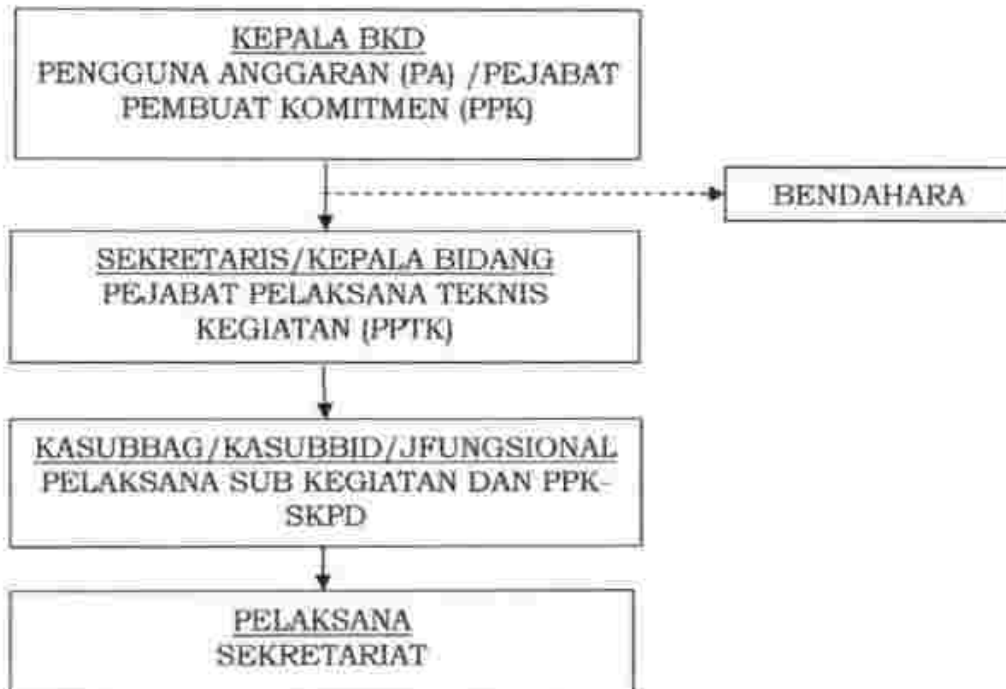 KEPALA BKD
PENGGUNA ANGGARAN (PA) /PEJABAT
PEMBUAT KOMITMEN (PPK)
BENDAHARA
SEKRETARIS/KEPALA BIDANG
PEJABAT PELAKSANA TEKNIS
KEGIATAN (PPTK)
KASUBBAG/KASUBBID/JFUNGSIONAL
PELAKSANA SUB KEGIATAN DAN PPK-
SKPD
PELAKSANA
SEKRETARIAT